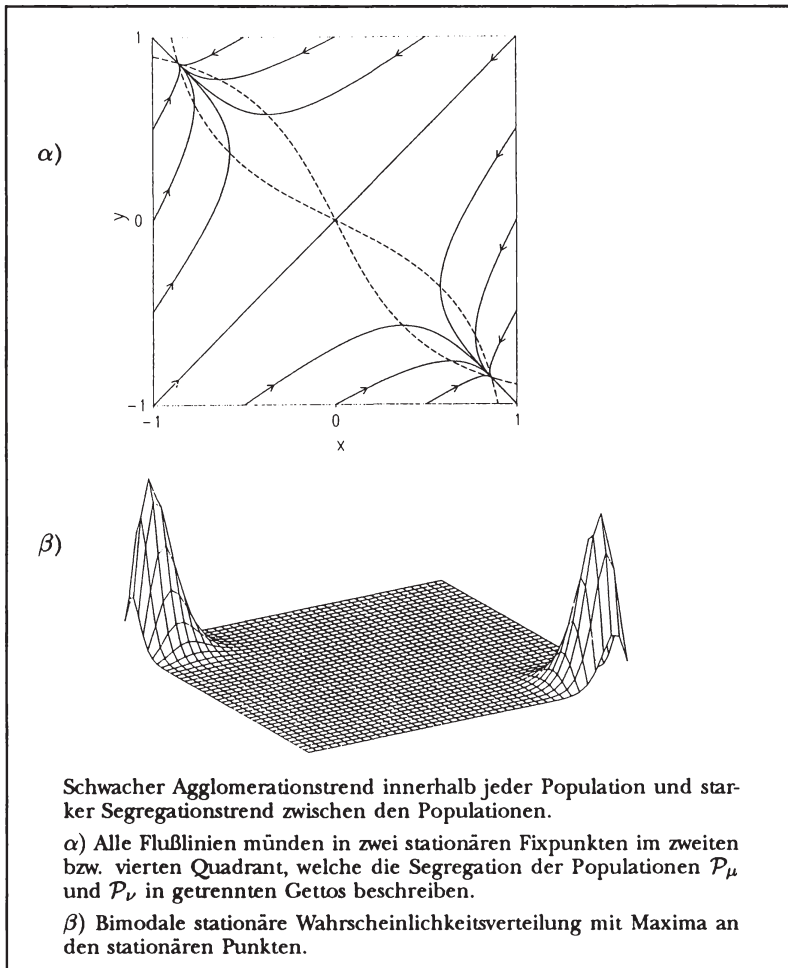 α)
1
y
0
-1
-1
0
1
x
β)
Schwacher Agglomerationstrend innerhalb jeder Population und star-
ker Segregationstrend zwischen den Populationen.
α) Alle Flußlinien münden in zwei stationären Fixpunkten im zweiten
bzw. vierten Quadrant, welche die Segregation der Populationen 𝒫μ
und 𝒫ν in getrennten Gettos beschreiben.
β) Bimodale stationäre Wahrscheinlichkeitsverteilung mit Maxima an
den stationären Punkten.